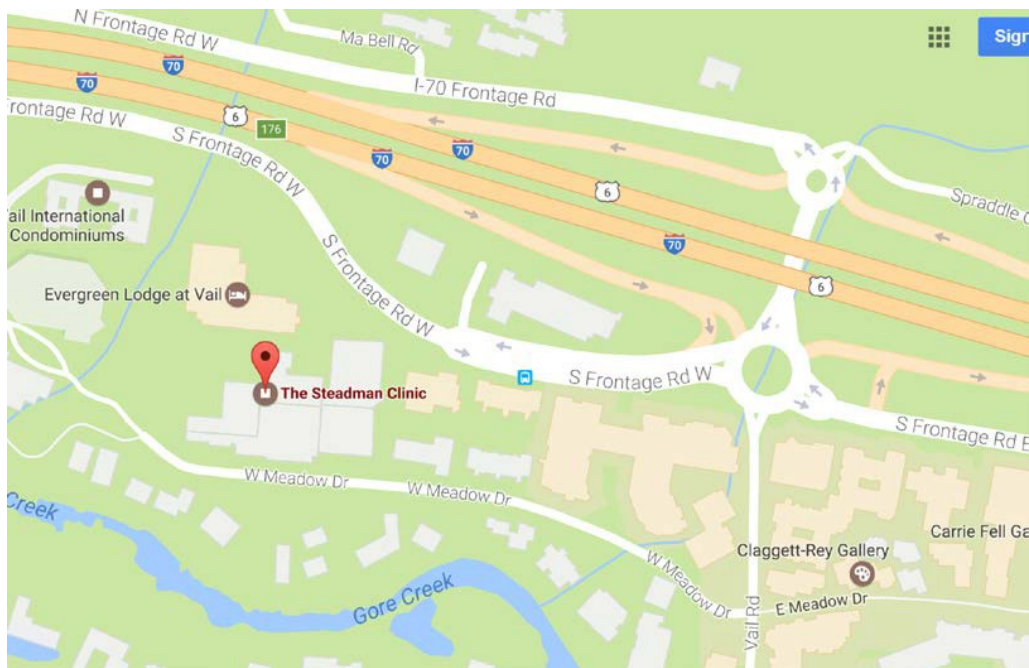 N Frontage Rd W
Ma Bell Rd
Sign
70
70
I-70 Frontage Rd
Frontage Rd W
6
176
S Frontage Rd W
70
70
6
Spraddle
ail International
Condominiums
S Frontage Rd W
70
6
Evergreen Lodge at Vail
S Frontage Rd W
The Steadman Clinic
S Frontage Rd W
S Frontage Rd E
W Meadow Dr
W Meadow Dr
Creek
Carrie Fell Ga
Claggett-Rey Gallery
W Meadow Dr
Gore Creek
E Meadow Dr
Vail Rd